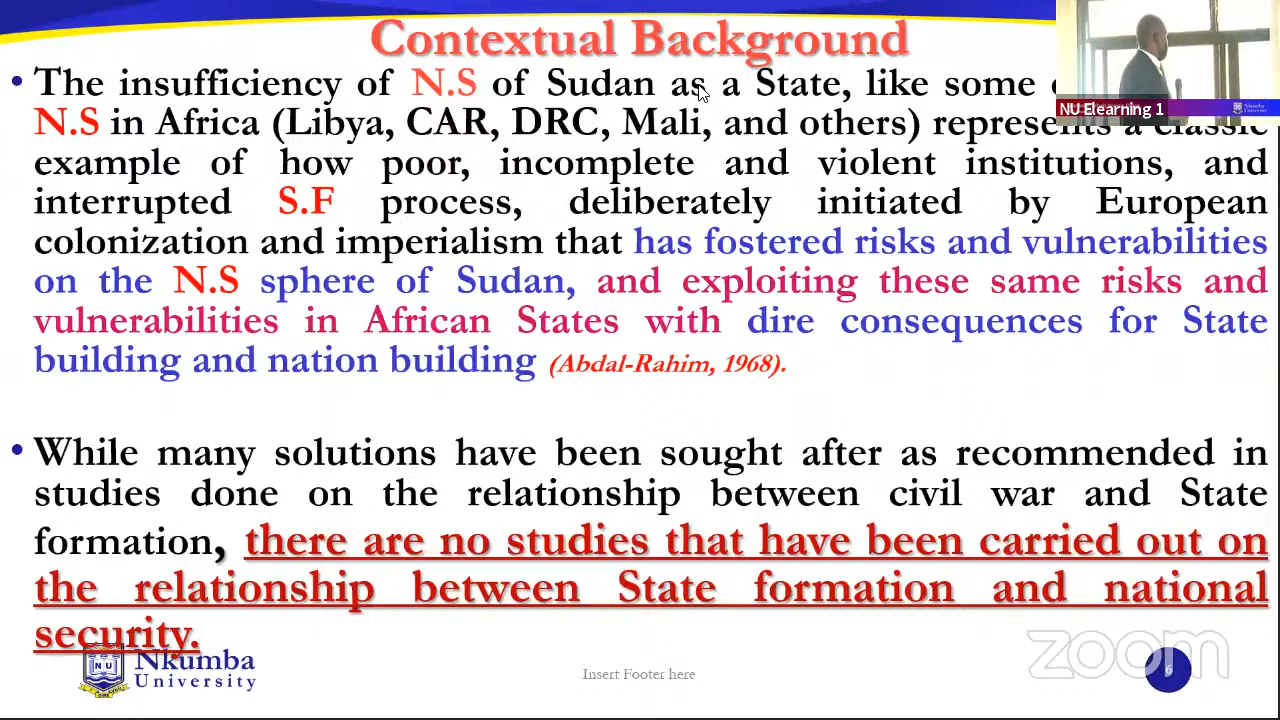 Contextual Background
• The insufficiency of N.S of Sudan as a State, like some
N.S in Africa (Libya, CAR, DRC, Mali, and others) represents a classic
example of how poor, incomplete and violent institutions, and
interrupted S.F process, deliberately initiated by European
colonization and imperialism that has fostered risks and vulnerabilities
on the N.S sphere of Sudan, and exploiting these same risks and
vulnerabilities in African States with dire consequences for State
building and nation building (Abdal-Rahim, 1968).
• While many solutions have been sought after as recommended in
studies done on the relationship between civil war and State
formation, there are no studies that have been carried out on
the relationship between State formation and national
security.
NU Elearning 1
Nkumba
University
NU
Nkumba
University
Insert Footer here
zoom
6